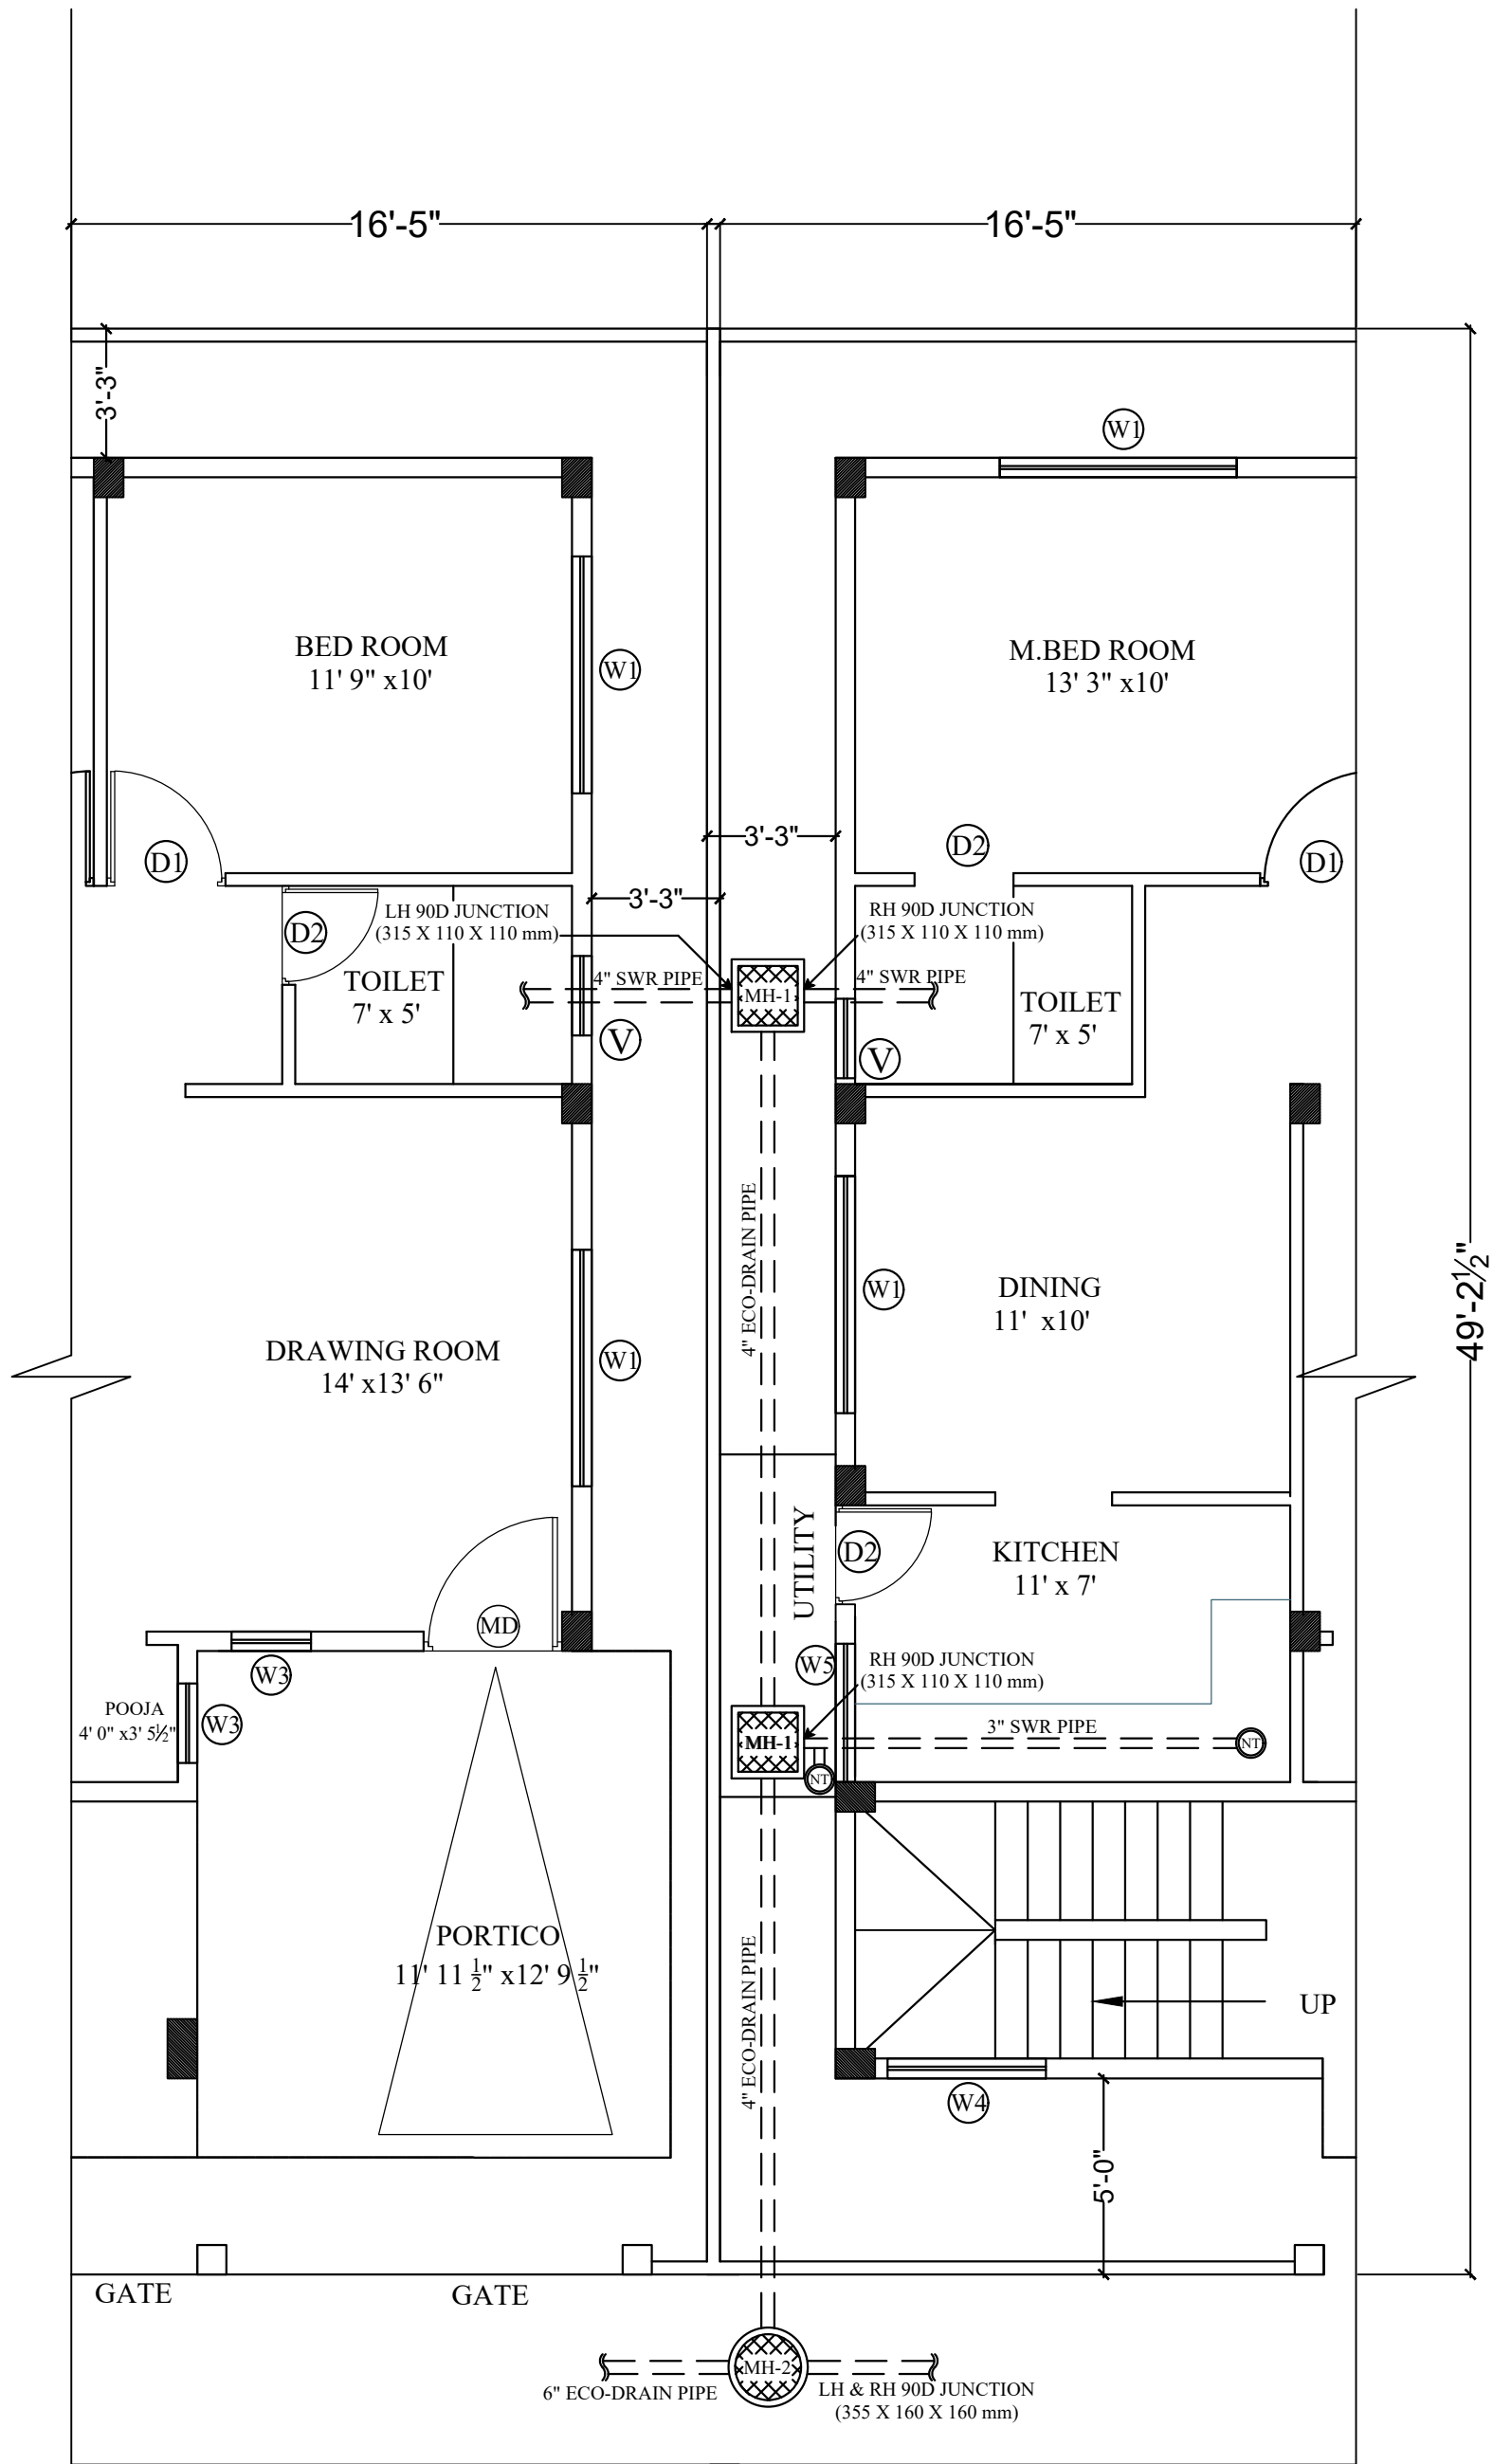 16'-5"
16'-5"
3'-3"
W1
BED ROOM
11' 9" x10'
W1
M.BED ROOM
13' 3" x10'
3'-3"
D2
D1
D1
3'-3"
LH 90D JUNCTION
(315 X 110 X 110 mm)
RH 90D JUNCTION
(315 X 110 X 110 mm)
D2
TOILET
7' x 5'
4" SWR PIPE
MH-1
4" SWR PIPE
TOILET
7' x 5'
V
V
4" ECO-DRAIN PIPE
W1
DINING
11' x10'
49'-2½"
DRAWING ROOM
14' x13' 6"
W1
UTILITY
D2
KITCHEN
11' x 7'
MD
W3
W5
RH 90D JUNCTION
(315 X 110 X 110 mm)
POOJA
4' 0" x3' 5½"
W3
MH-1
3" SWR PIPE
NT
NT
PORTICO
11' 11 ½" x12' 9 ½"
4" ECO-DRAIN PIPE
UP
W4
5'-0"
GATE
GATE
MH-2
6" ECO-DRAIN PIPE
LH & RH 90D JUNCTION
(355 X 160 X 160 mm)